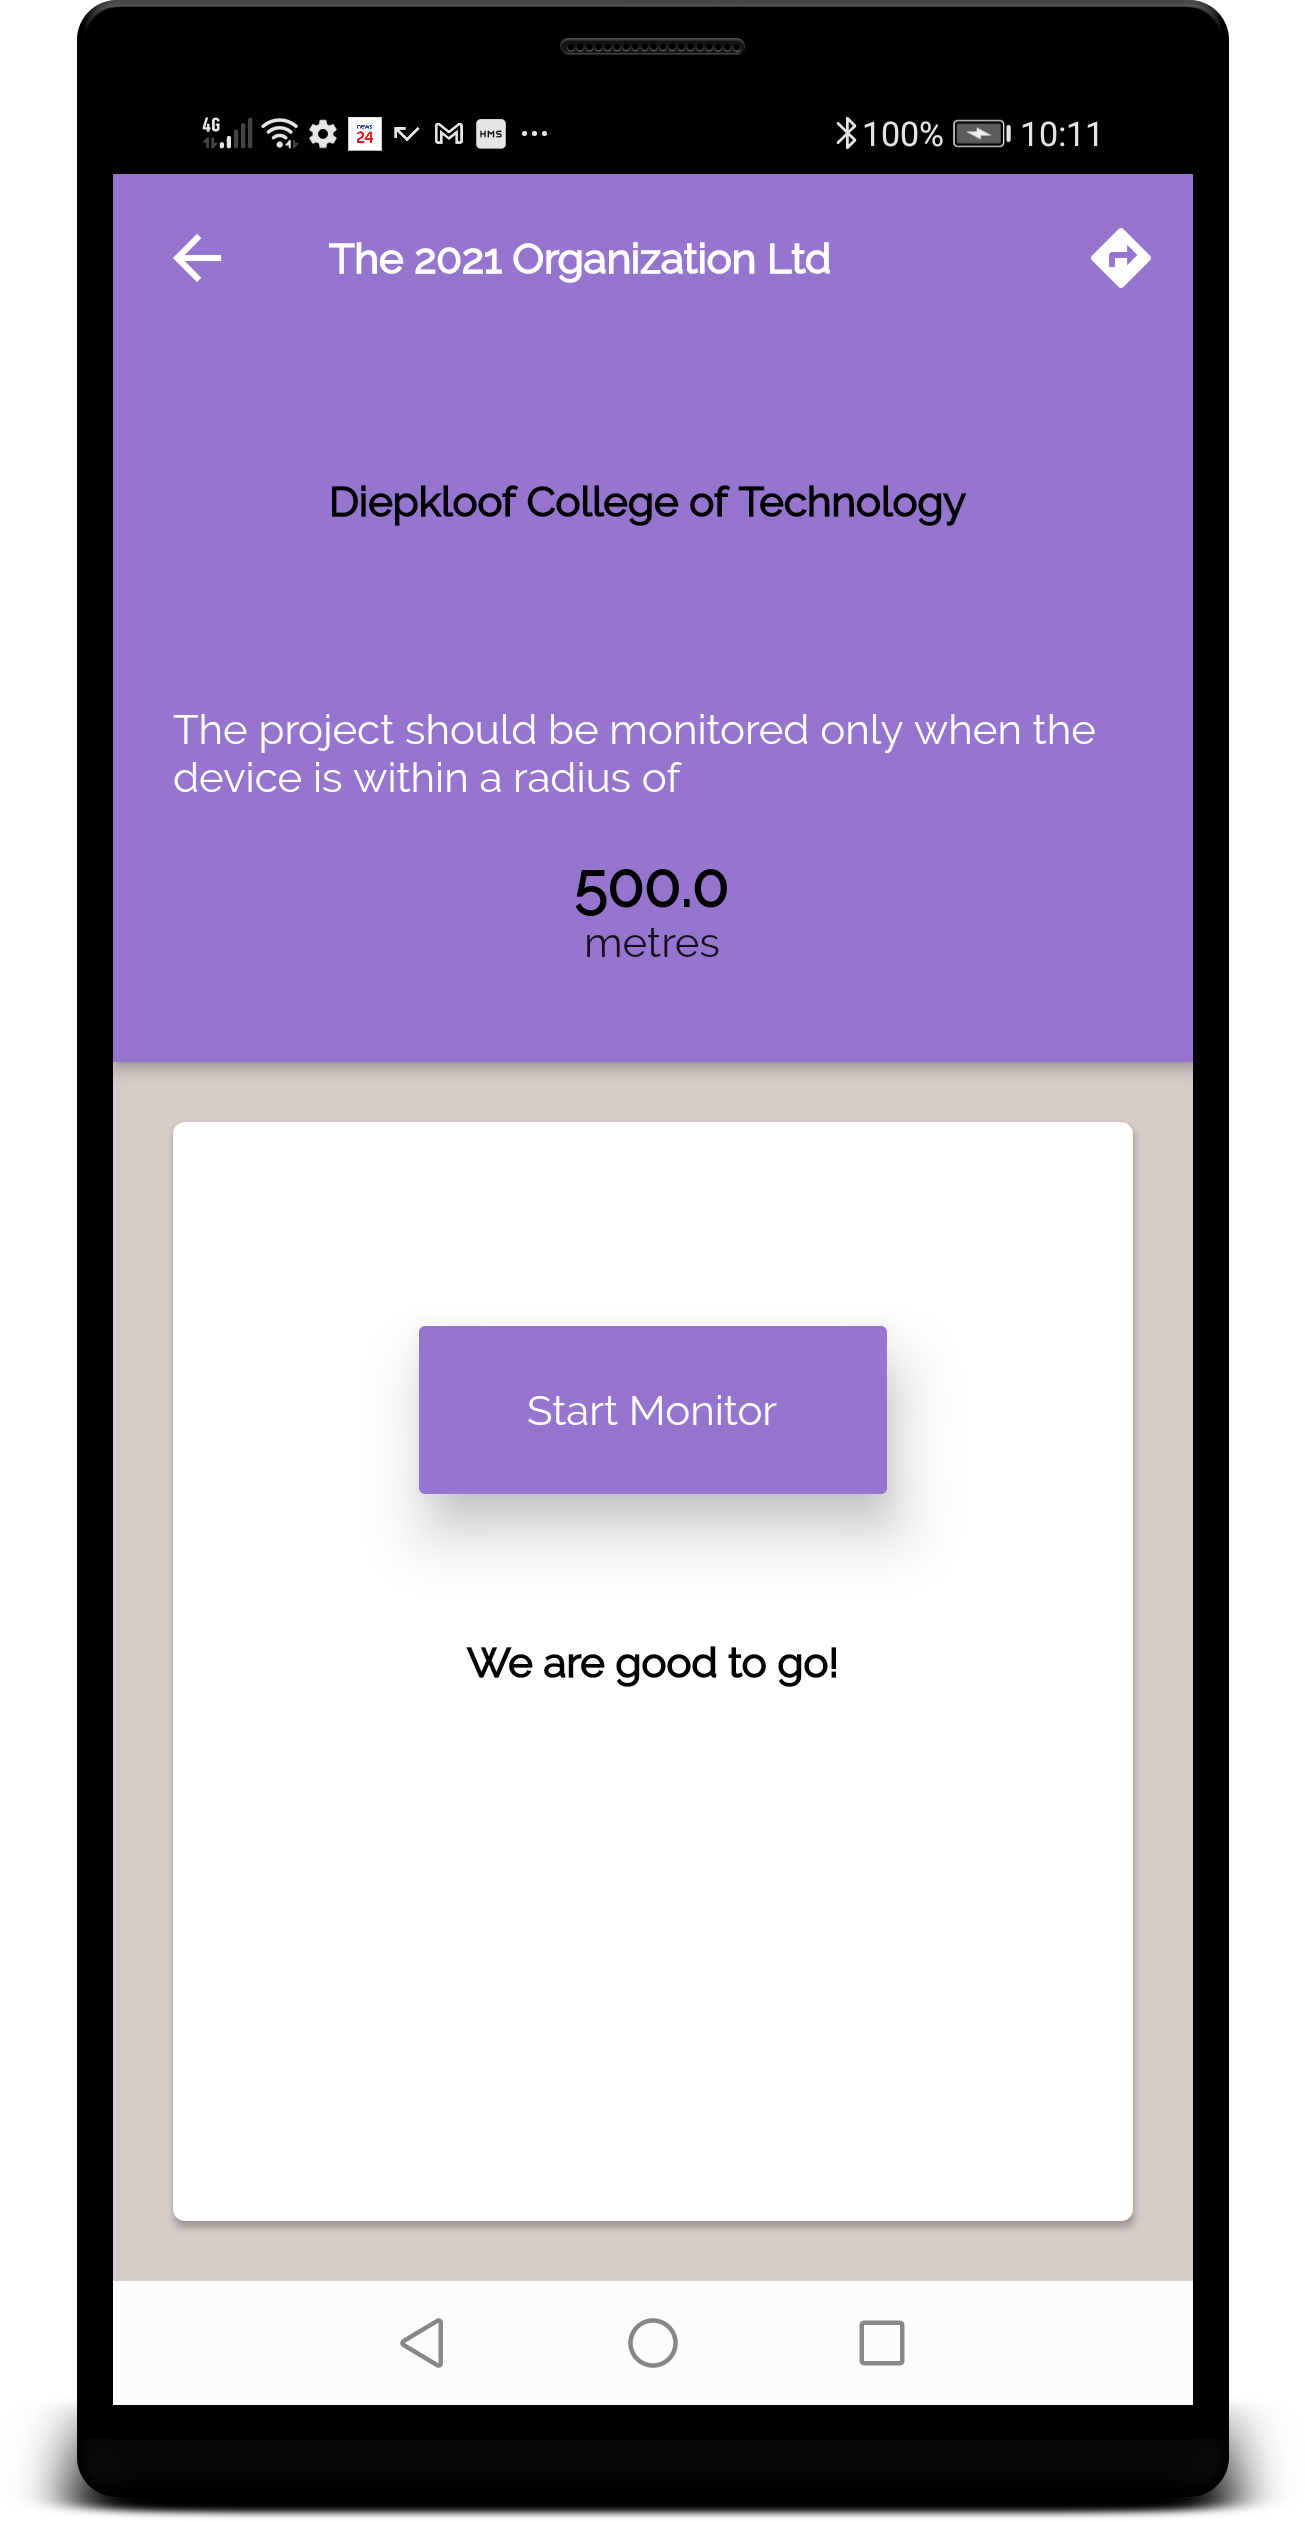 4G
news
24
HMS
100%
10:11
The 2021 Organization Ltd
Diepkloof College of Technology
The project should be monitored only when the
device is within a radius of
500.0
metres
Start Monitor
We are good to go!